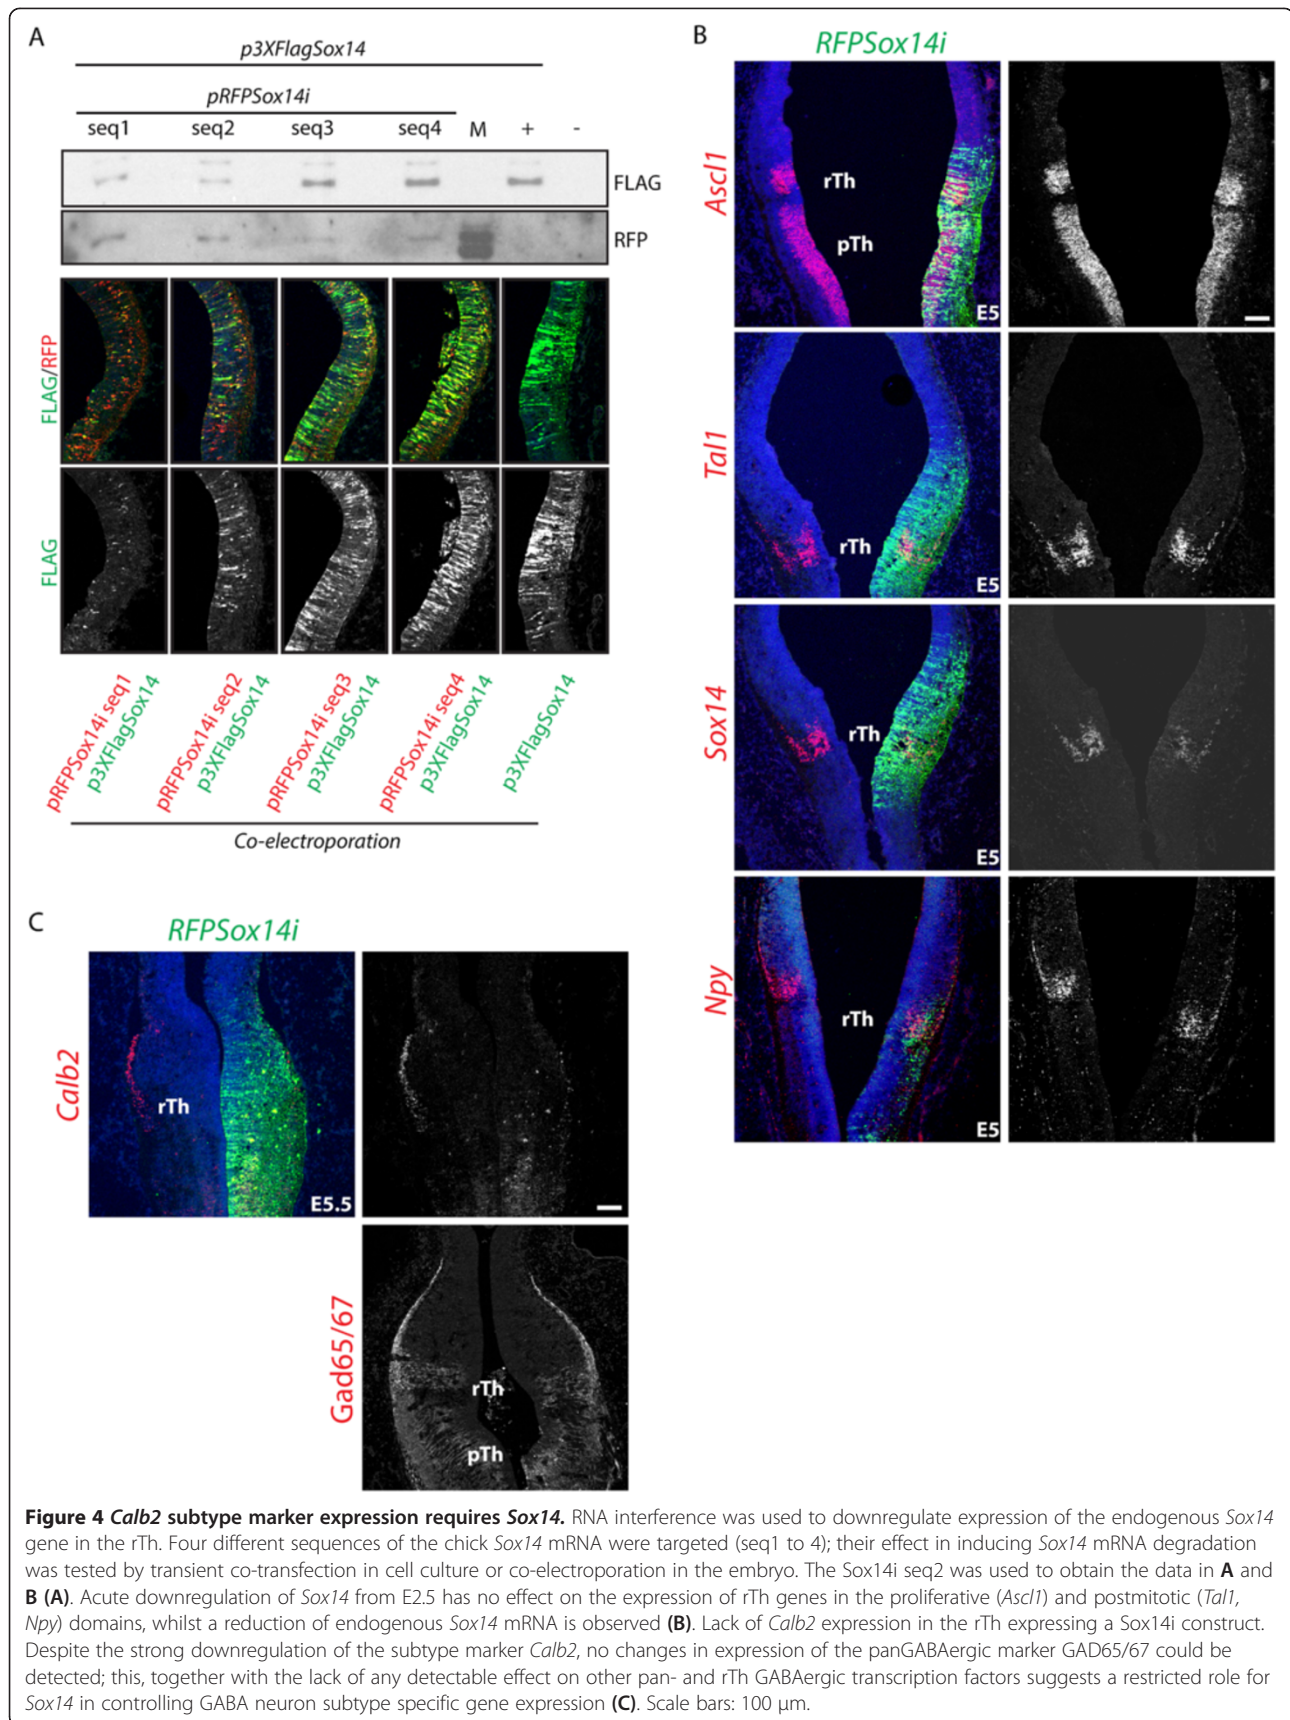 A
p3XFlagSox14
pRFPSox14i
seq1 seq2 seq3 seq4 M + -
FLAG
RFP
FLAG/RFP
FLAG
pRFPSox14i seq1
p3XFlagSox14
pRFPSox14i seq2
p3XFlagSox14
pRFPSox14i seq3
p3XFlagSox14
pRFPSox14i seq4
p3XFlagSox14
p3XFlagSox14
Co-electroporation
B
RFPSox14i
Ascl1
rTh
pTh
E5
Tal1
rTh
E5
Sox14
rTh
E5
Npy
rTh
E5
C
RFPSox14i
Calb2
rTh
E5.5
Gad65/67
rTh
pTh
Figure 4 Calb2 subtype marker expression requires Sox14. RNA interference was used to downregulate expression of the endogenous Sox14
gene in the rTh. Four different sequences of the chick Sox14 mRNA were targeted (seq1 to 4); their effect in inducing Sox14 mRNA degradation
was tested by transient co-transfection in cell culture or co-electroporation in the embryo. The Sox14i seq2 was used to obtain the data in A and
B (A). Acute downregulation of Sox14 from E2.5 has no effect on the expression of rTh genes in the proliferative (Ascl1) and postmitotic (Tal1,
Npy) domains, whilst a reduction of endogenous Sox14 mRNA is observed (B). Lack of Calb2 expression in the rTh expressing a Sox14i construct.
Despite the strong downregulation of the subtype marker Calb2, no changes in expression of the panGABAergic marker GAD65/67 could be
detected; this, together with the lack of any detectable effect on other pan- and rTh GABAergic transcription factors suggests a restricted role for
Sox14 in controlling GABA neuron subtype specific gene expression (C). Scale bars: 100 μm.